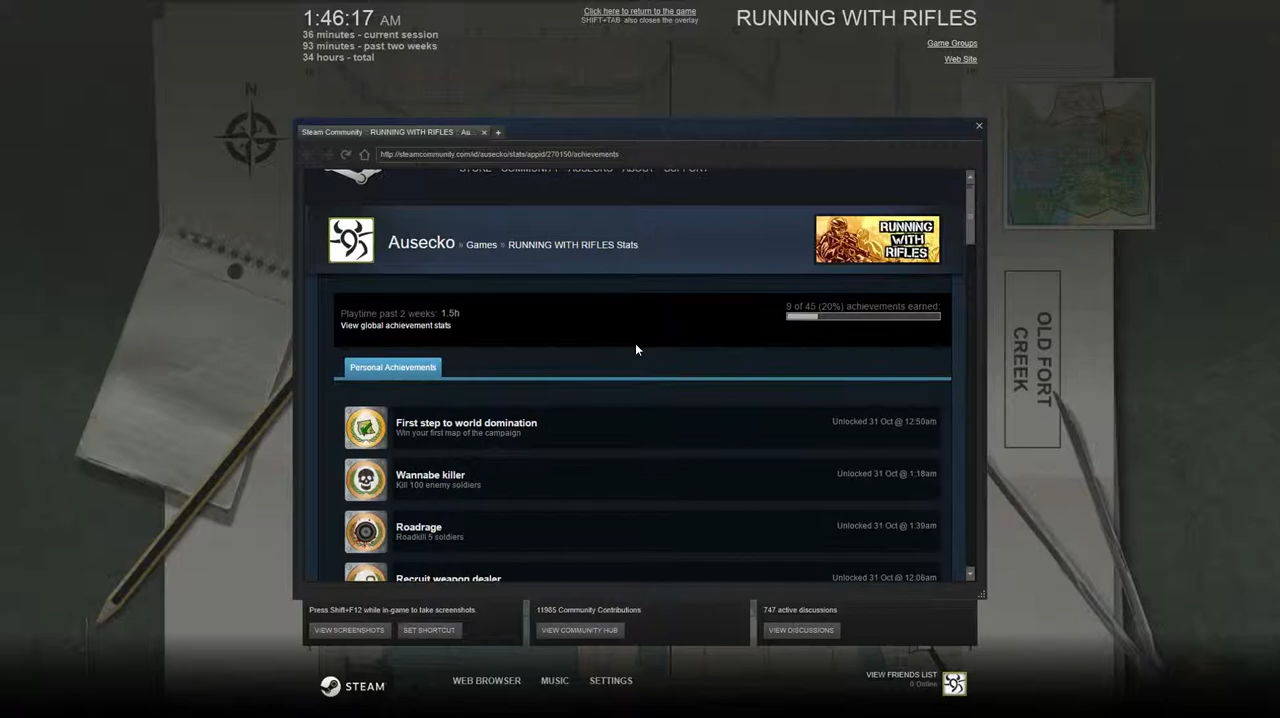 1:46:17 AM
36 minutes - current session
93 minutes - past two weeks
34 hours - total
Click here to return to the game
SHIFT+TAB also closes the overlay
RUNNING WITH RIFLES
Game Groups
Web Site
N
Steam Community :: RUNNING WITH RIFLES :: Au...
http://steamcommunity.com/id/ausecko/stats/appid/270150/achievements
STORE COMMUNITY AUSECKO ABOUT SUPPORT
Ausecko » Games » RUNNING WITH RIFLES Stats
RUNNING
WITH
RIFLES
Playtime past 2 weeks: 1.5h
View global achievement stats
9 of 45 (20%) achievements earned:
Personal Achievements
First step to world domination
Win your first map of the campaign
Unlocked 31 Oct @ 12:50am
Wannabe killer
Kill 100 enemy soldiers
Unlocked 31 Oct @ 1:18am
Roadrage
Roadkill 5 soldiers
Unlocked 31 Oct @ 1:39am
Recruit weapon dealer
Unlocked 31 Oct @ 12:06am
OLD FORT
CREEK
Press Shift+F12 while in-game to take screenshots.
VIEW SCREENSHOTS
SET SHORTCUT
11985 Community Contributions
VIEW COMMUNITY HUB
747 active discussions
VIEW DISCUSSIONS
STEAM
WEB BROWSER
MUSIC
SETTINGS
VIEW FRIENDS LIST
0 Online